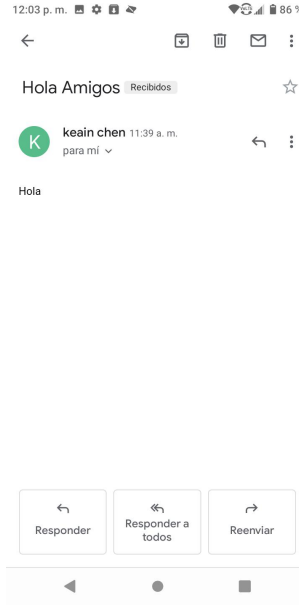 12:03 p. m. 86 %
Hola Amigos Recibidos
K keain chen 11:39 a. m.
para mí
Hola
Responder
Responder a
todos
Reenviar